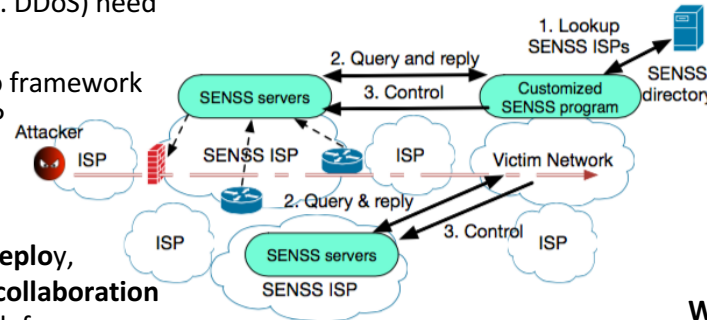 . DDoS) need
1. Lookup
SENSS ISPs
2. Query and reply
framework
SENSS
directory
SENSS servers
3. Control
Customized
SENSS program
Attacker
ISP
SENSS ISP
ISP
Victim Network
2. Query & reply
ISP
3. Control
ISP
SENSS servers
SENSS ISP
eploy,
collaboration
W